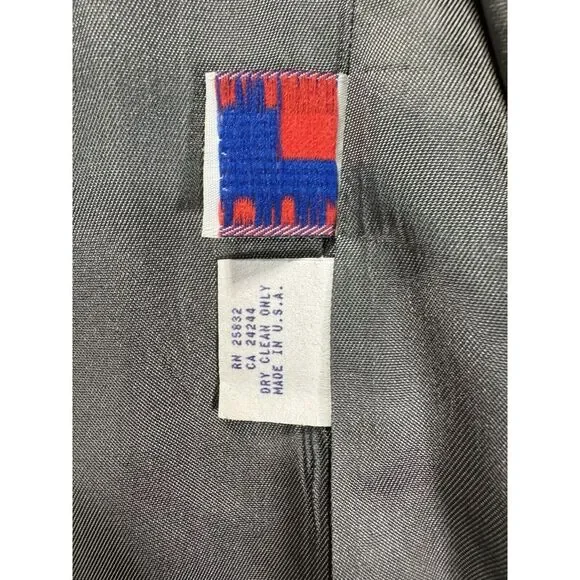 RN 25832
CA 24244
DRY CLEAN ONLY
MADE IN U.S.A.